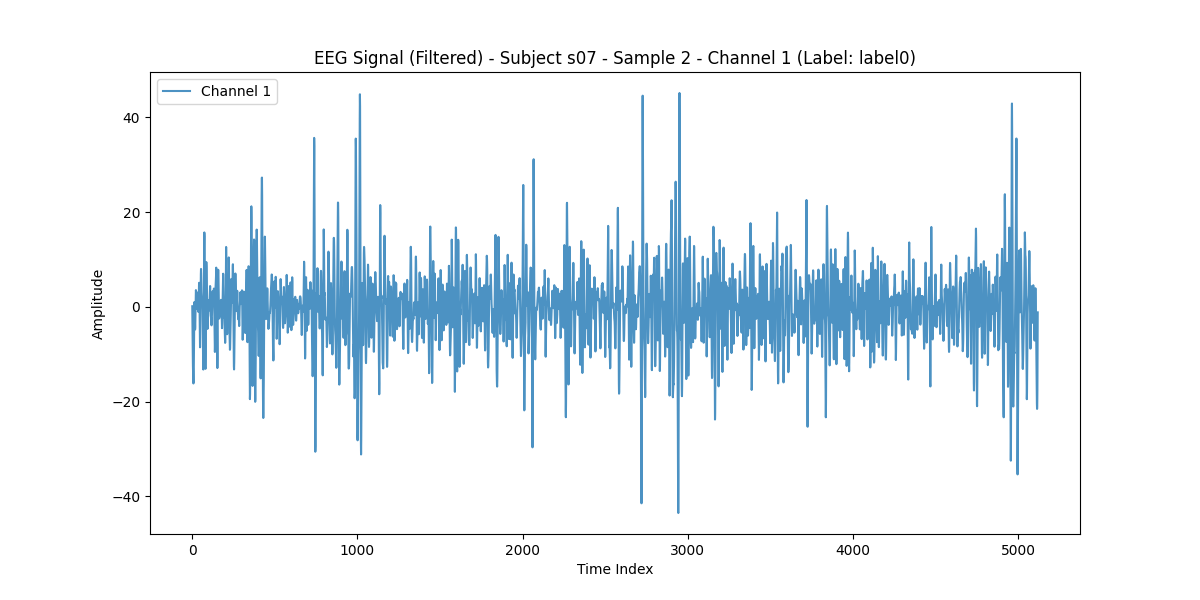 EEG Signal (Filtered) - Subject s07 - Sample 2 - Channel 1 (Label: label0)
Channel 1
40
20
0
−20
−40
Amplitude
0 1000 2000 3000 4000 5000
Time Index